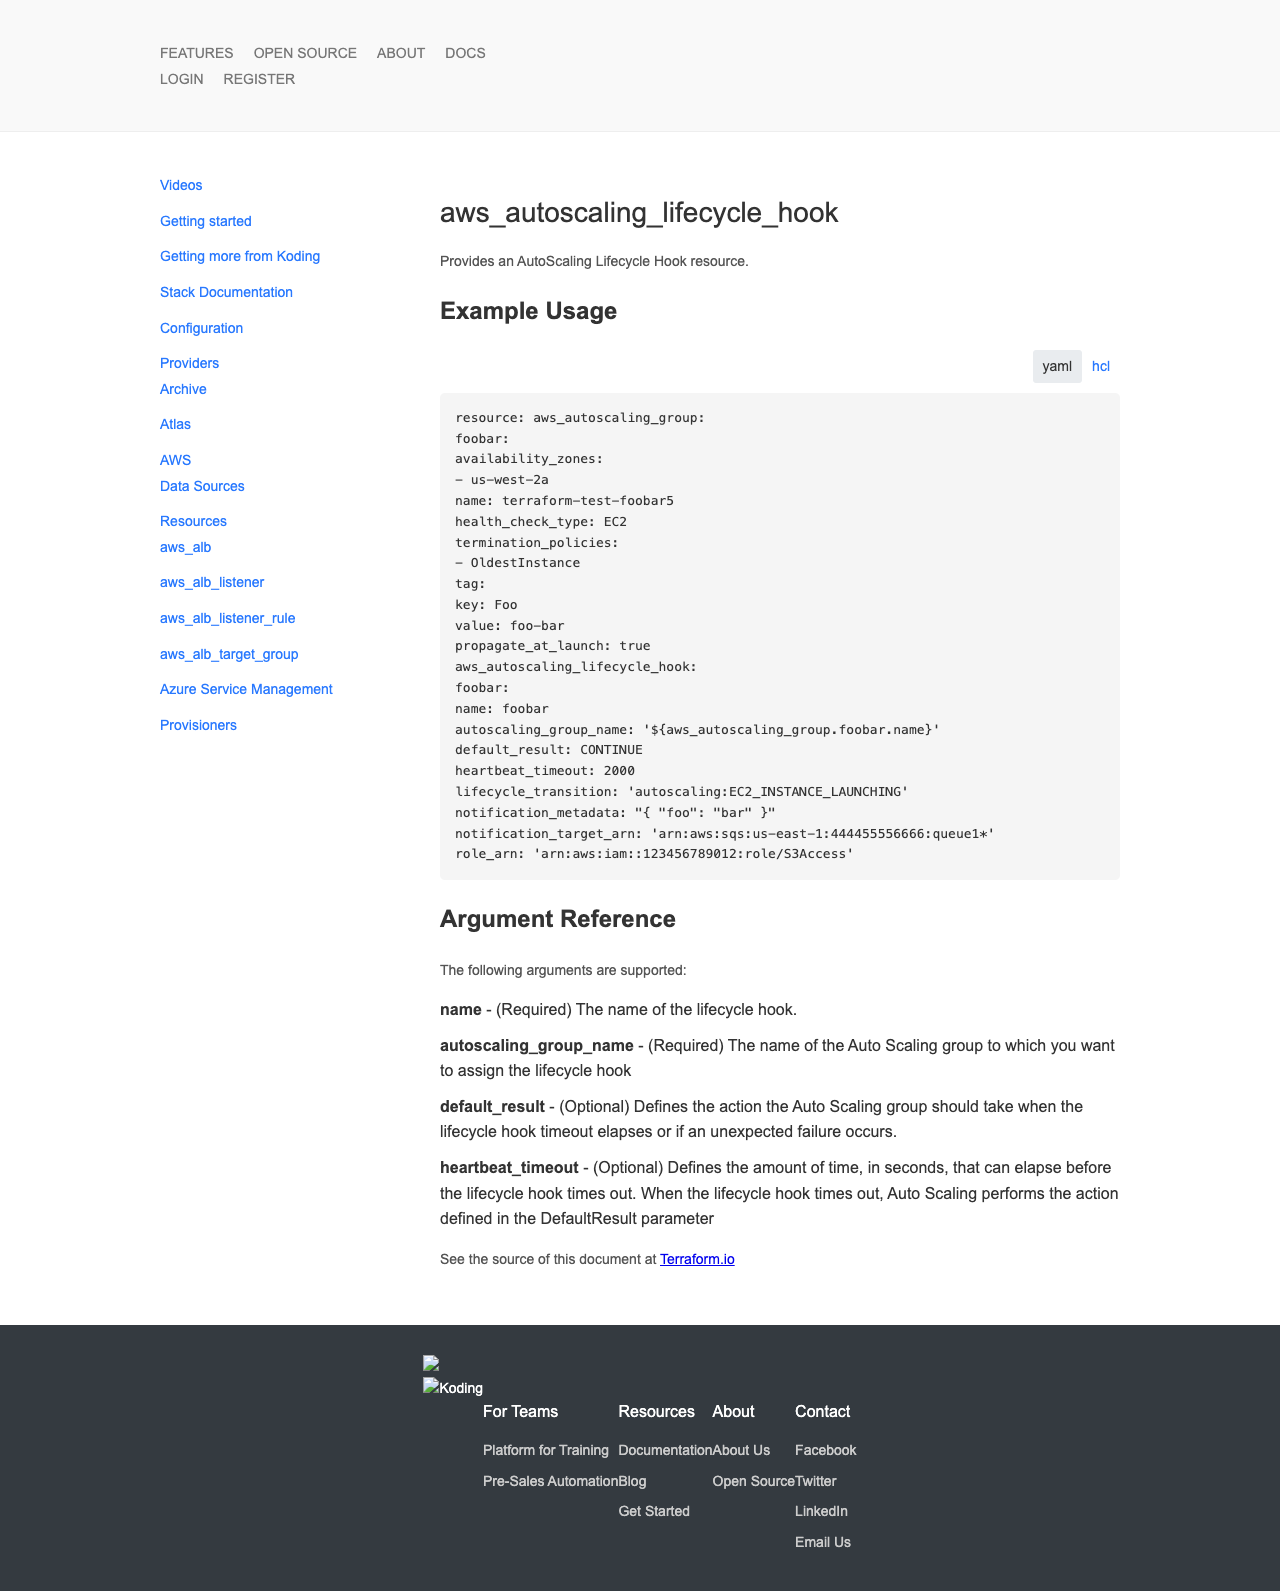 FEATURES OPEN SOURCE ABOUT DOCS
LOGIN REGISTER
Videos
Getting started
Getting more from Koding
Stack Documentation
Configuration
Providers
Archive
Atlas
AWS
Data Sources
Resources
aws_alb
aws_alb_listener
aws_alb_listener_rule
aws_alb_target_group
Azure Service Management
Provisioners
aws_autoscaling_lifecycle_hook
Provides an AutoScaling Lifecycle Hook resource.
Example Usage
yaml hcl
resource: aws_autoscaling_group:
foobar:
availability_zones:
- us-west-2a
name: terraform-test-foobar5
health_check_type: EC2
termination_policies:
- OldestInstance
tag:
key: Foo
value: foo-bar
propagate_at_launch: true
aws_autoscaling_lifecycle_hook:
foobar:
name: foobar
autoscaling_group_name: '${aws_autoscaling_group.foobar.name}'
default_result: CONTINUE
heartbeat_timeout: 2000
lifecycle_transition: 'autoscaling:EC2_INSTANCE_LAUNCHING'
notification_metadata: "{ "foo": "bar" }"
notification_target_arn: 'arn:aws:sqs:us-east-1:444455556666:queue1*'
role_arn: 'arn:aws:iam::123456789012:role/S3Access'
Argument Reference
The following arguments are supported:
name - (Required) The name of the lifecycle hook.
autoscaling_group_name - (Required) The name of the Auto Scaling group to which you want
to assign the lifecycle hook
default_result - (Optional) Defines the action the Auto Scaling group should take when the
lifecycle hook timeout elapses or if an unexpected failure occurs.
heartbeat_timeout - (Optional) Defines the amount of time, in seconds, that can elapse before
the lifecycle hook times out. When the lifecycle hook times out, Auto Scaling performs the action
defined in the DefaultResult parameter
See the source of this document at Terraform.io
Koding
For Teams
Platform for Training
Pre-Sales Automation
Resources
Documentation
Blog
Get Started
About
About Us
Open Source
Contact
Facebook
Twitter
LinkedIn
Email Us